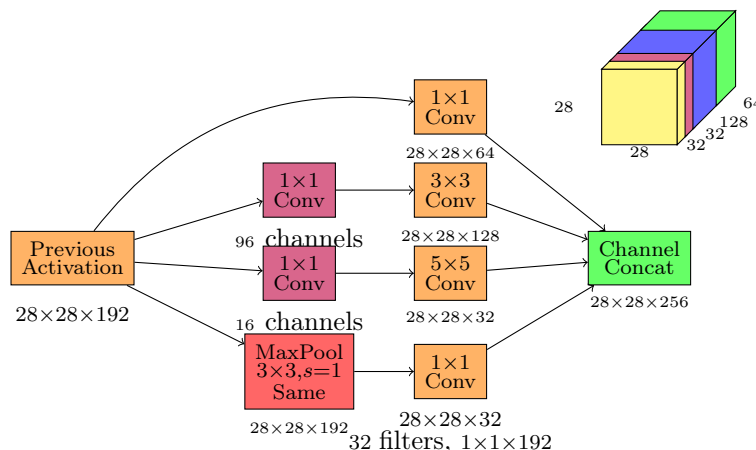 28
28
32
32
128
64
1×1
Conv
28×28×64
1×1
Conv
96 channels
3×3
Conv
28×28×128
Previous
Activation
28×28×192
1×1
Conv
16 channels
5×5
Conv
28×28×32
Channel
Concat
28×28×256
MaxPool
3×3,s=1
Same
28×28×192
1×1
Conv
28×28×32
32 filters, 1×1×192